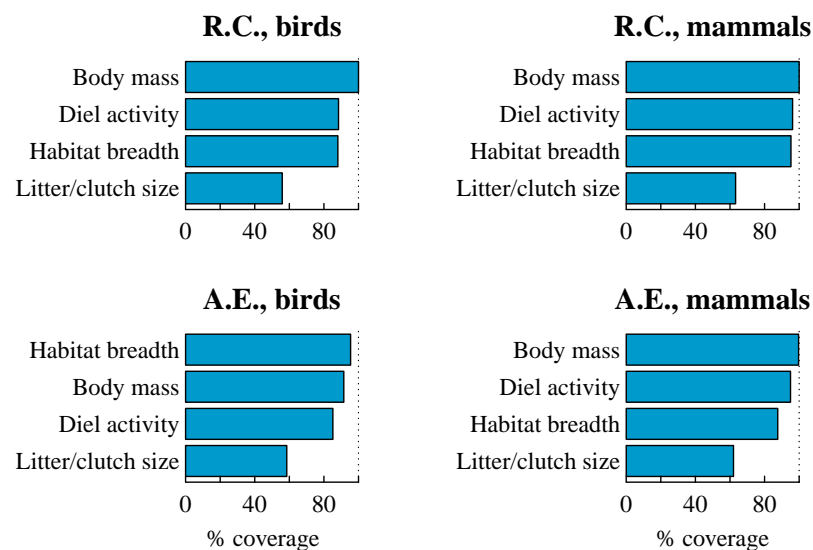 R.C., birds
Body mass
Diel activity
Habitat breadth
Litter/clutch size
0 40 80
R.C., mammals
Body mass
Diel activity
Habitat breadth
Litter/clutch size
0 40 80
A.E., birds
Habitat breadth
Body mass
Diel activity
Litter/clutch size
0 40 80
% coverage
A.E., mammals
Body mass
Diel activity
Habitat breadth
Litter/clutch size
0 40 80
% coverage